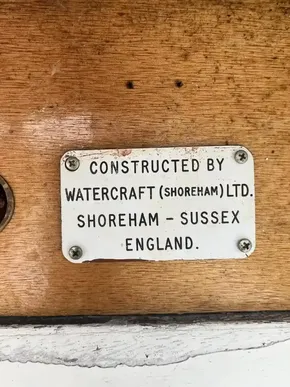 CONSTRUCTED BY
WATERCRAFT (SHOREHAM) LTD.
SHOREHAM - SUSSEX
ENGLAND.